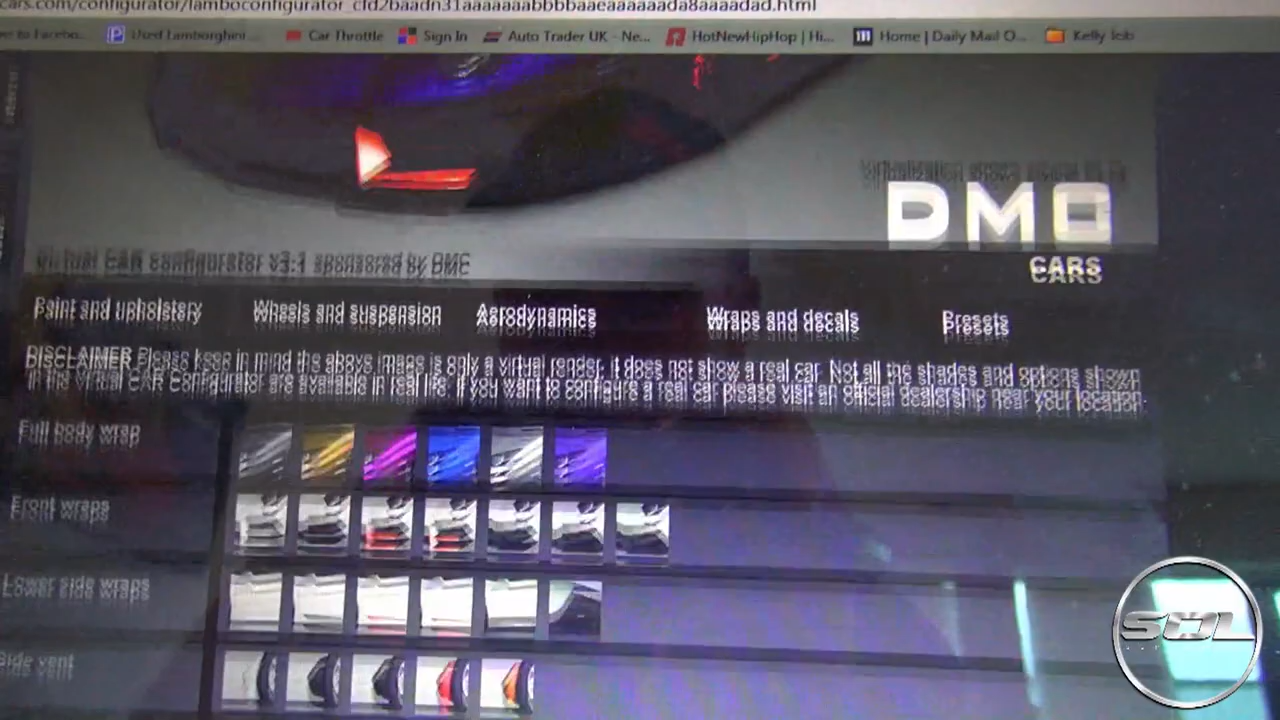 cars.com/configurator/lamboconfigurator_cfd2baadn31aaaaaaabbbbaaeaaaaaada8aaaadad.html
e to Facebo... Used Lamborghini ... Car Throttle Sign In Auto Trader UK - Ne... HotNewHipHop | Hi... Home | Daily Mail O... Kelly Job
DMC
CARS
Virtual CAR configurator v3.1 sponsored by DMC
Paint and upholstery Wheels and suspension Aerodynamics Wraps and decals Presets
DISCLAIMER Please keep in mind the above image is only a virtual render, it does not show a real car. Not all the shades and options shown
in the Virtual CAR Configurator are available in real life. If you want to configure a real car please visit an official dealership near your location.
Full body wrap
Front wraps
Lower side wraps
Side vent
SOL